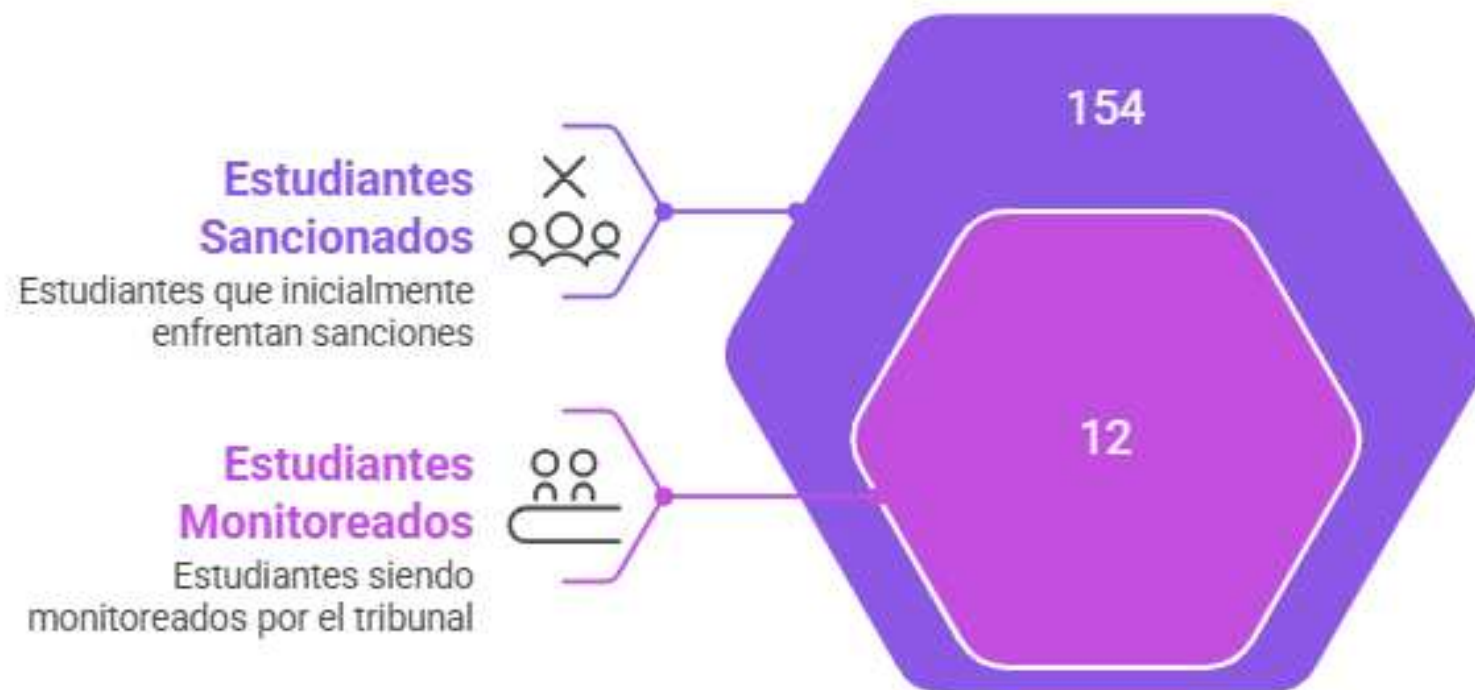 154
Estudiantes
Sancionados
Estudiantes que inicialmente
enfrentan sanciones
12
Estudiantes
Monitoreados
Estudiantes siendo
monitoreados por el tribunal